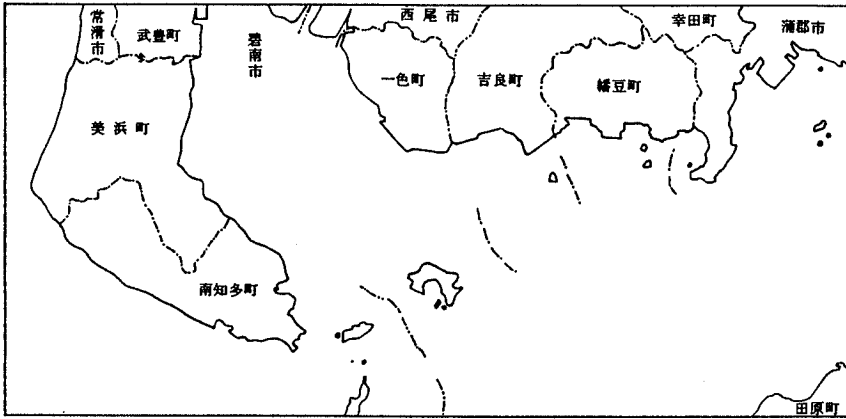 常滑市
武豊町
碧南市
西尾市
幸田町
蒲郡市
一色町
吉良町
幡豆町
美浜町
南知多町
田原町